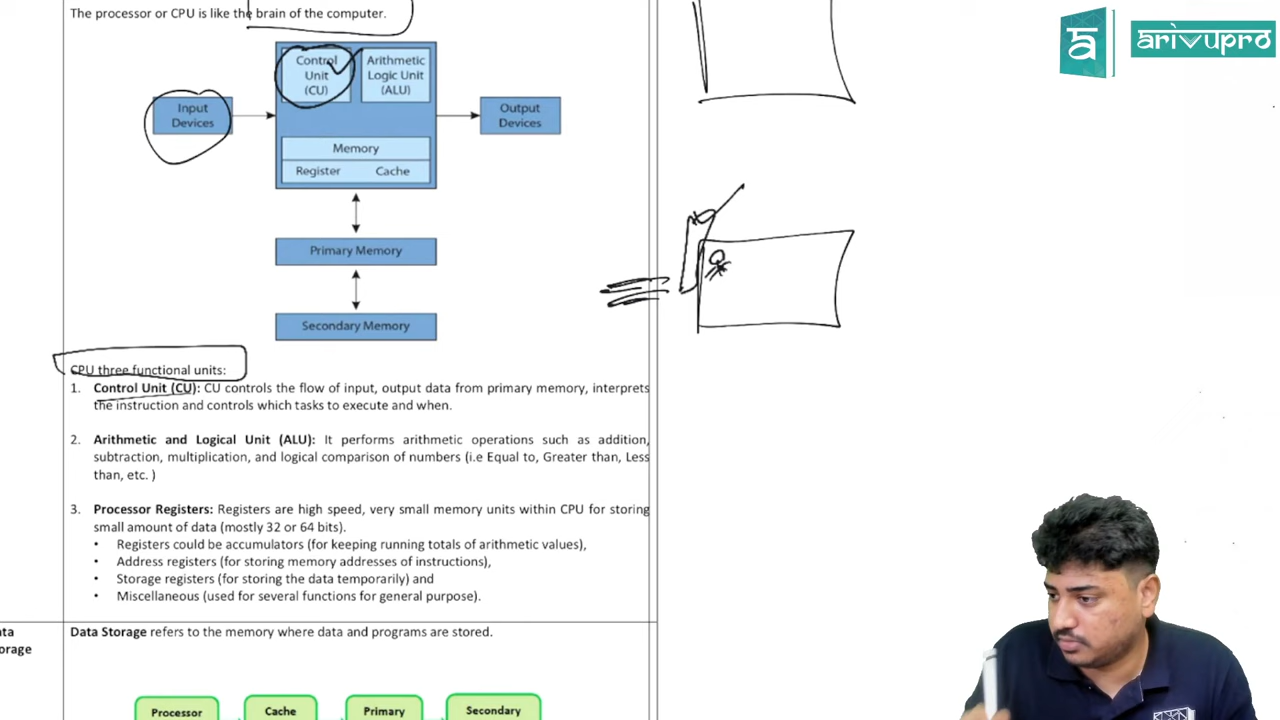 The processor or CPU is like the brain of the computer.
ā
arivupro
Control
Unit
(CU)
Arithmetic
Logic Unit
(ALU)
Input
Devices
Output
Devices
Memory
Register Cache
Primary Memory
Secondary Memory
CPU three functional units:
1. Control Unit (CU): CU controls the flow of input, output data from primary memory, interprets
the instruction and controls which tasks to execute and when.
2. Arithmetic and Logical Unit (ALU): It performs arithmetic operations such as addition,
subtraction, multiplication, and logical comparison of numbers (i.e Equal to, Greater than, Less
than, etc. )
3. Processor Registers: Registers are high speed, very small memory units within CPU for storing
small amount of data (mostly 32 or 64 bits).
• Registers could be accumulators (for keeping running totals of arithmetic values),
• Address registers (for storing memory addresses of instructions),
• Storage registers (for storing the data temporarily) and
• Miscellaneous (used for several functions for general purpose).
Data Storage refers to the memory where data and programs are stored.
Processor
Cache
Primary
Secondary